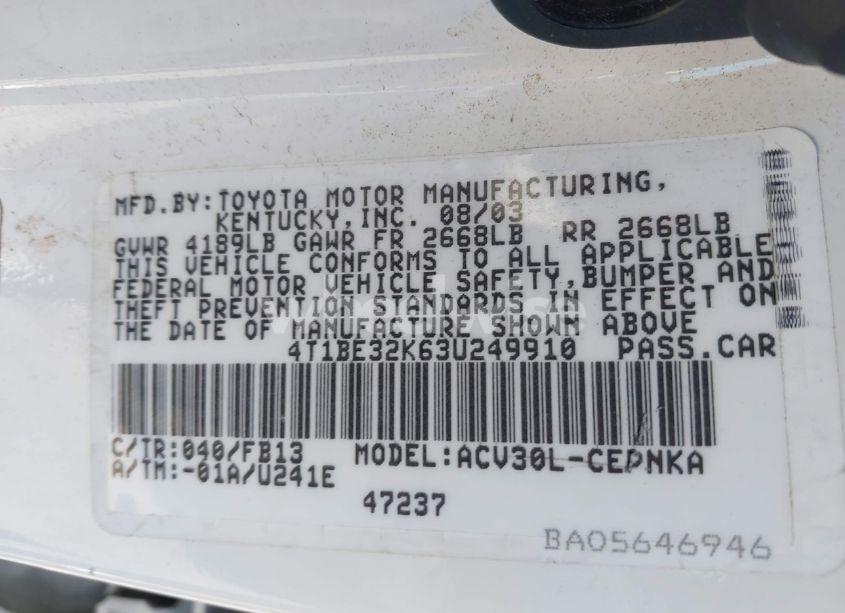 MFD.BY:TOYOTA MOTOR MANUFACTURING,
KENTUCKY,INC. 08/03
GVWR 4189LB GAWR FR 2668LB RR 2668LB
THIS VEHICLE CONFORMS TO ALL APPLICABLE
FEDERAL MOTOR VEHICLE SAFETY,BUMPER AND
THEFT PREVENTION STANDARDS IN EFFECT ON
THE DATE OF MANUFACTURE SHOWN ABOVE
4T1BE32K63U249910 PASS.CAR
C/TR:040/FB13 MODEL:ACV30L-CEPNKA
A/TM:-01A/U241E
47237
BA05646946